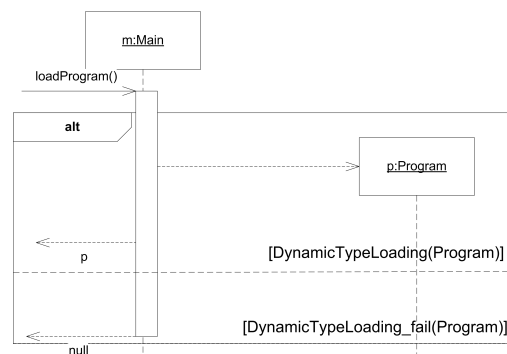 m:Main
loadProgram()
alt
p:Program
[DynamicTypeLoading(Program)]
p
[DynamicTypeLoading_fail(Program)]
null